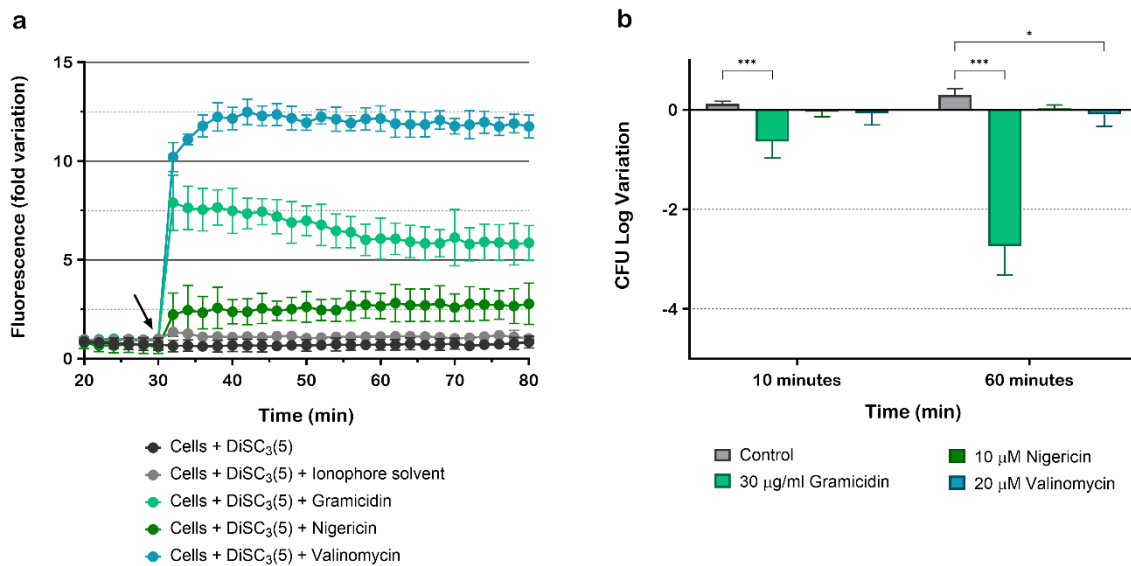 a
Fluorescence (fold variation)
15
10
5
0
20
30
40
50
60
70
80
Time (min)
Cells + DiSC₃(5)
Cells + DiSC₃(5) + Ionophore solvent
Cells + DiSC₃(5) + Gramicidin
Cells + DiSC₃(5) + Nigericin
Cells + DiSC₃(5) + Valinomycin
b
CFU Log Variation
*
***
***
0
-2
-4
10 minutes
60 minutes
Time (min)
Control
30 µg/ml Gramicidin
10 µM Nigericin
20 µM Valinomycin